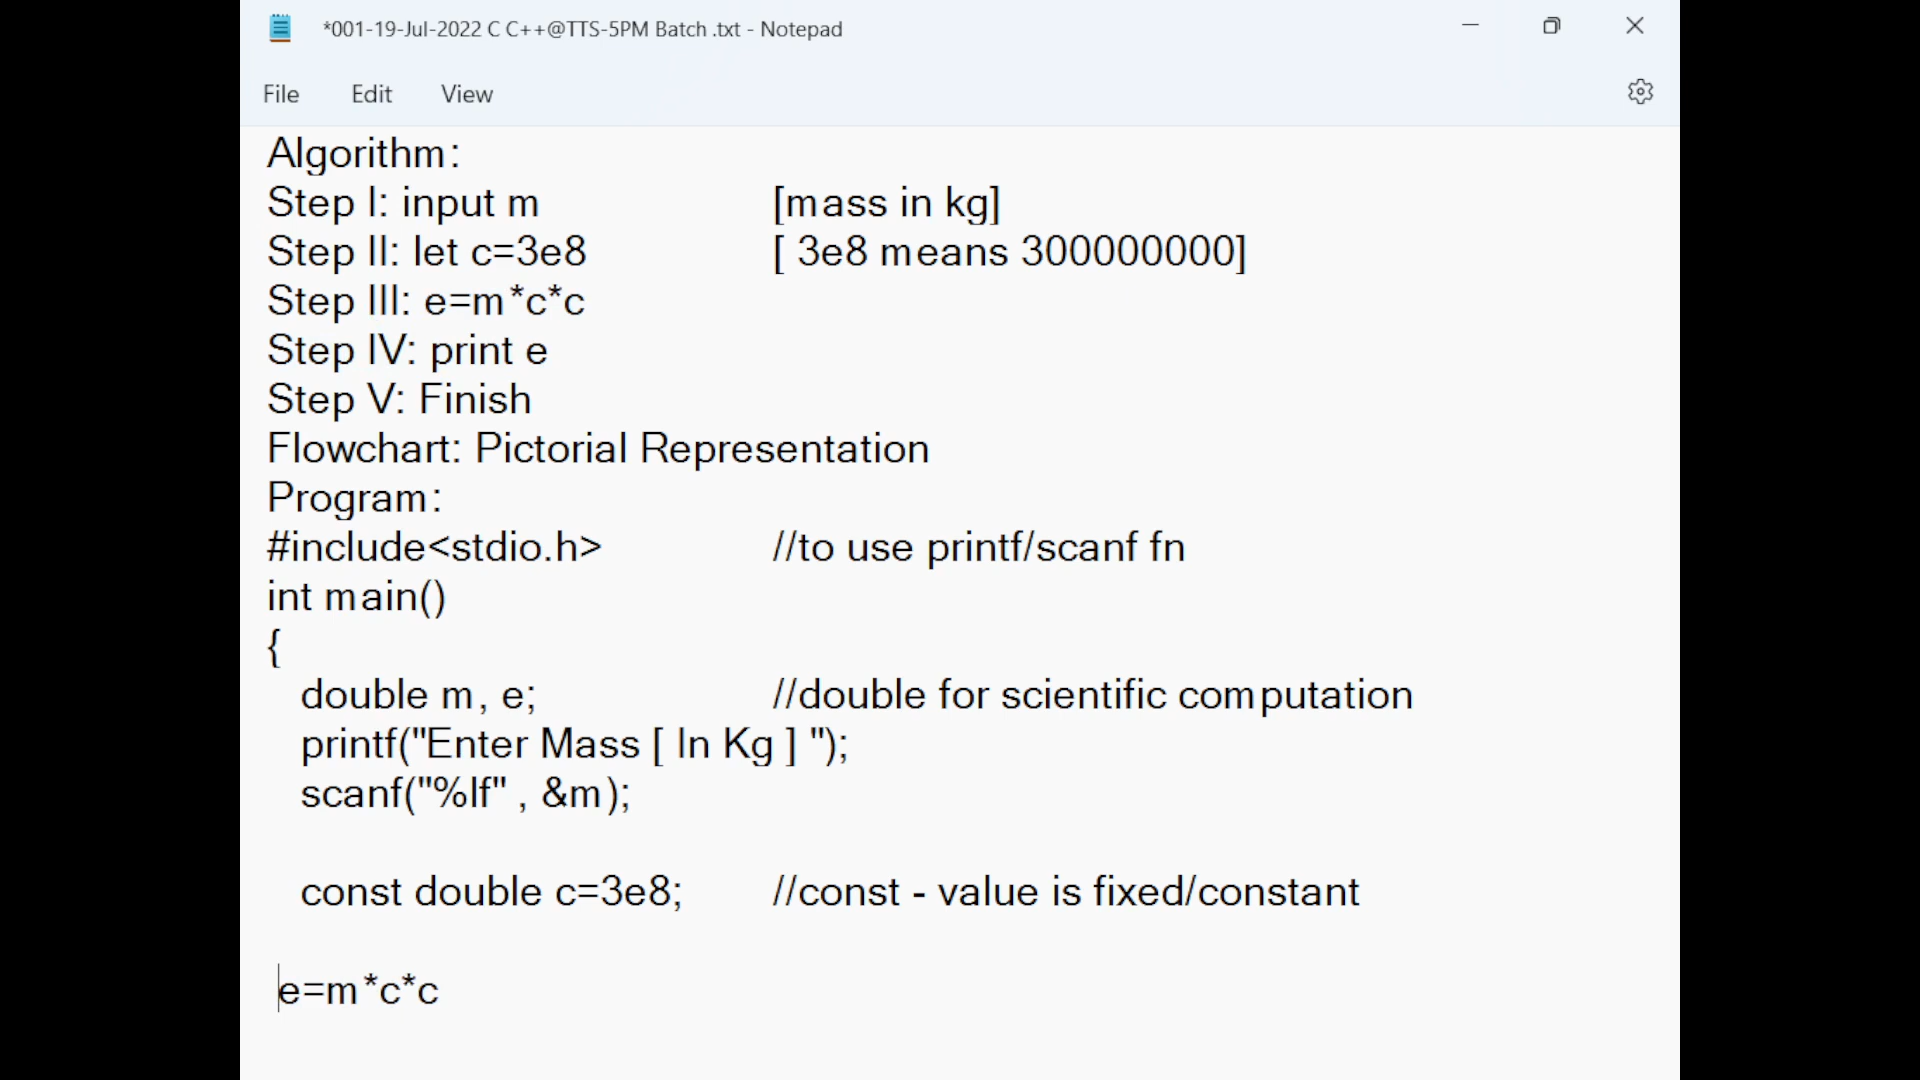 *001-19-Jul-2022 C C++@TTS-5PM Batch .txt - Notepad
File Edit View
Algorithm:
Step I: input m [mass in kg]
Step II: let c=3e8 [ 3e8 means 300000000]
Step III: e=m*c*c
Step IV: print e
Step V: Finish
Flowchart: Pictorial Representation
Program:
#include<stdio.h> //to use printf/scanf fn
int main()
{
double m, e; //double for scientific computation
printf("Enter Mass [ In Kg ] ");
scanf("%lf" , &m);
const double c=3e8; //const - value is fixed/constant
e=m*c*c